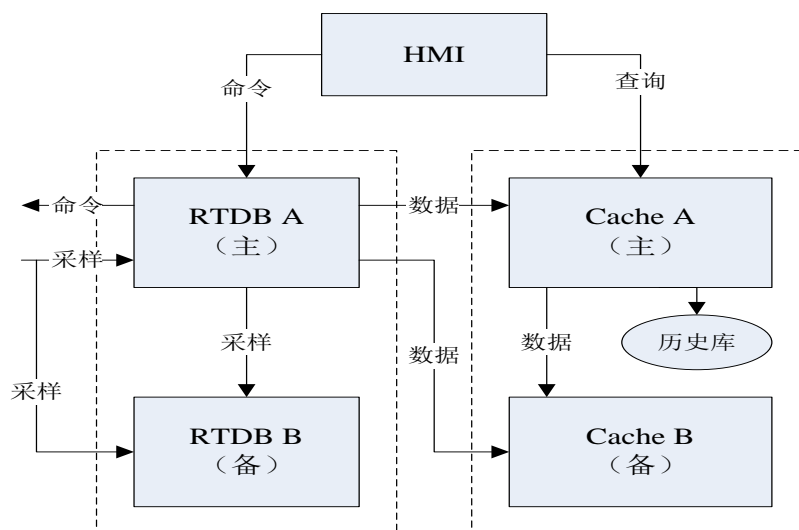 HMI
命令
查询
RTDB A
（主）
Cache A
（主）
命令
数据
采样
采样
数据
数据
历史库
采样
RTDB B
（备）
Cache B
（备）